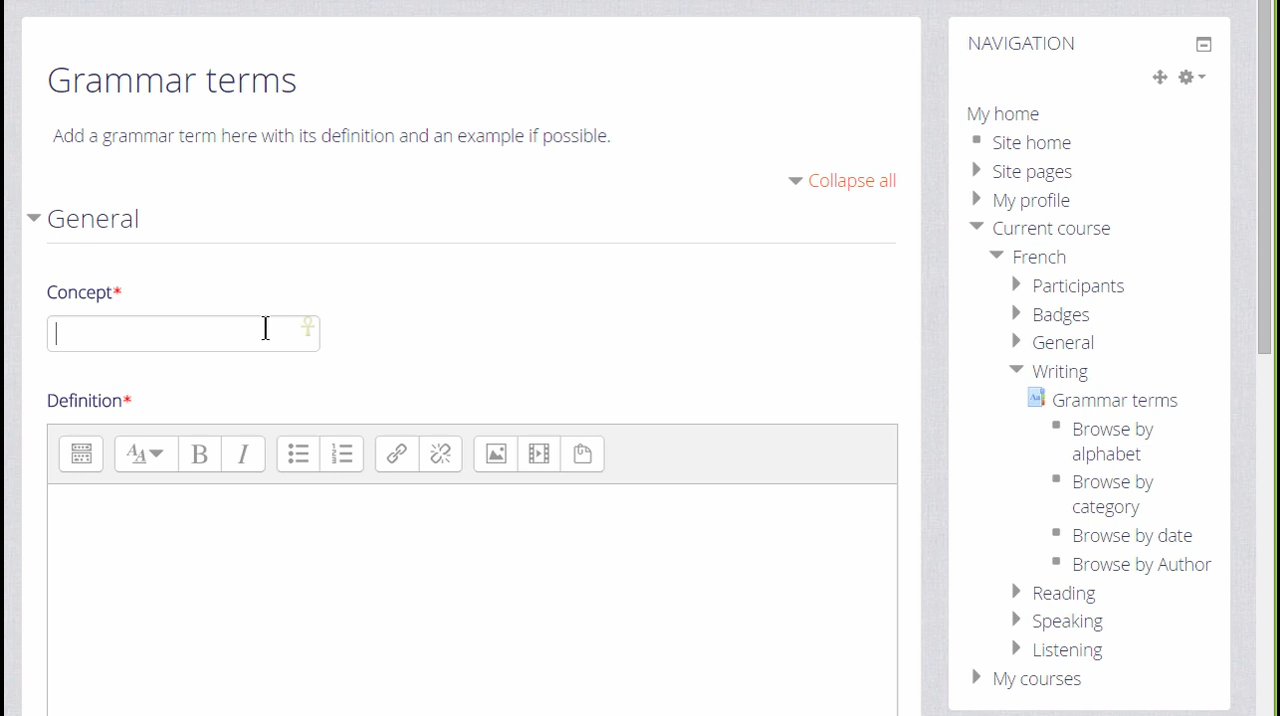 Grammar terms
Add a grammar term here with its definition and an example if possible.
Collapse all
General
Concept*
Definition*
B
I
NAVIGATION
My home
Site home
Site pages
My profile
Current course
French
Participants
Badges
General
Writing
Grammar terms
Browse by
alphabet
Browse by
category
Browse by date
Browse by Author
Reading
Speaking
Listening
My courses